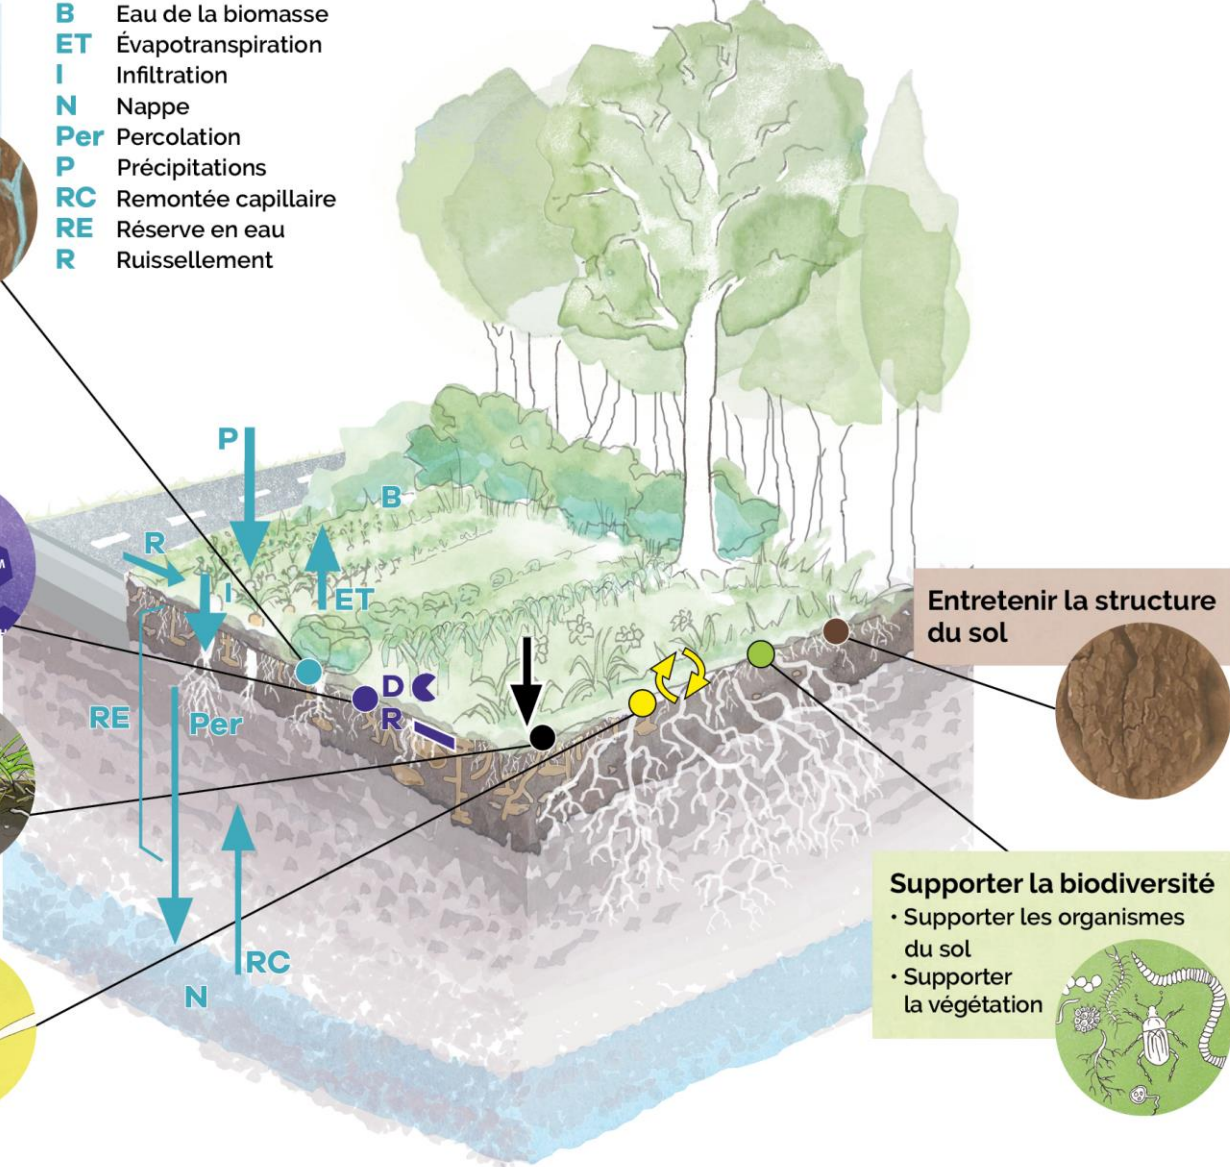 B Eau de la biomasse
ET Évapotranspiration
I Infiltration
N Nappe
Per Percolation
P Précipitations
RC Remontée capillaire
RE Réserve en eau
R Ruissellement
P
B
R
I
ET
Entretenir la structure
du sol
D
R
RE
Per
Supporter la biodiversité
• Supporter les organismes
du sol
• Supporter
la végétation
RC
N